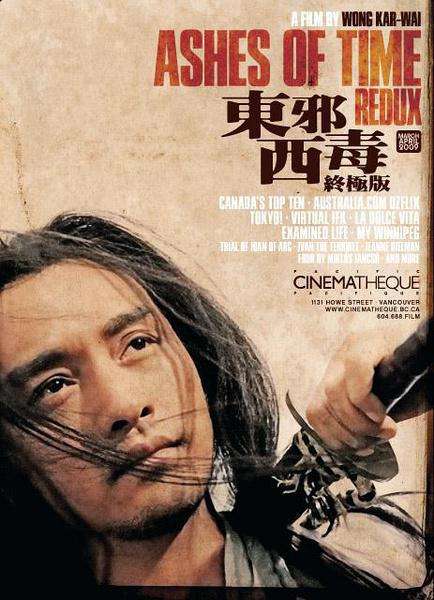 A FILM BY WONG KAR-WAI
ASHES OF TIME
REDUX
東邪
西毒
終極版
MARCH
APRIL
2009
CANADA'S TOP TEN · AUSTRALIA.COM OZFLIX
TOKYO! · VIRTUAL JFK · LA DOLCE VITA
EXAMINED LIFE · MY WINNIPEG
TRIAL OF JOAN OF ARC · IVAN THE TERRIBLE · JEANNE DIELMAN
FILMS BY MIKLÓS JANCSÓ · AND MORE
PACIFIC
CINEMATHEQUE
PACIFIQUE
1131 HOWE STREET · VANCOUVER
WWW.CINEMATHEQUE.BC.CA
604.688.FILM